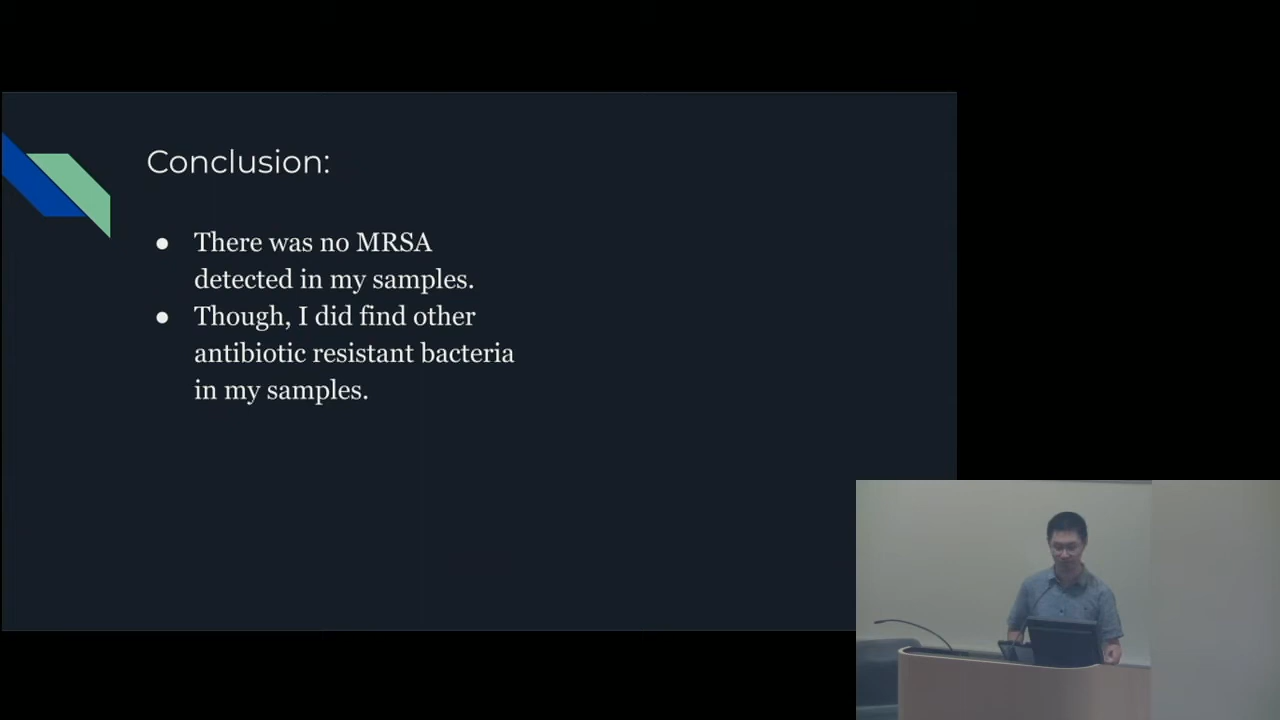 Conclusion:
● There was no MRSA
detected in my samples.
● Though, I did find other
antibiotic resistant bacteria
in my samples.